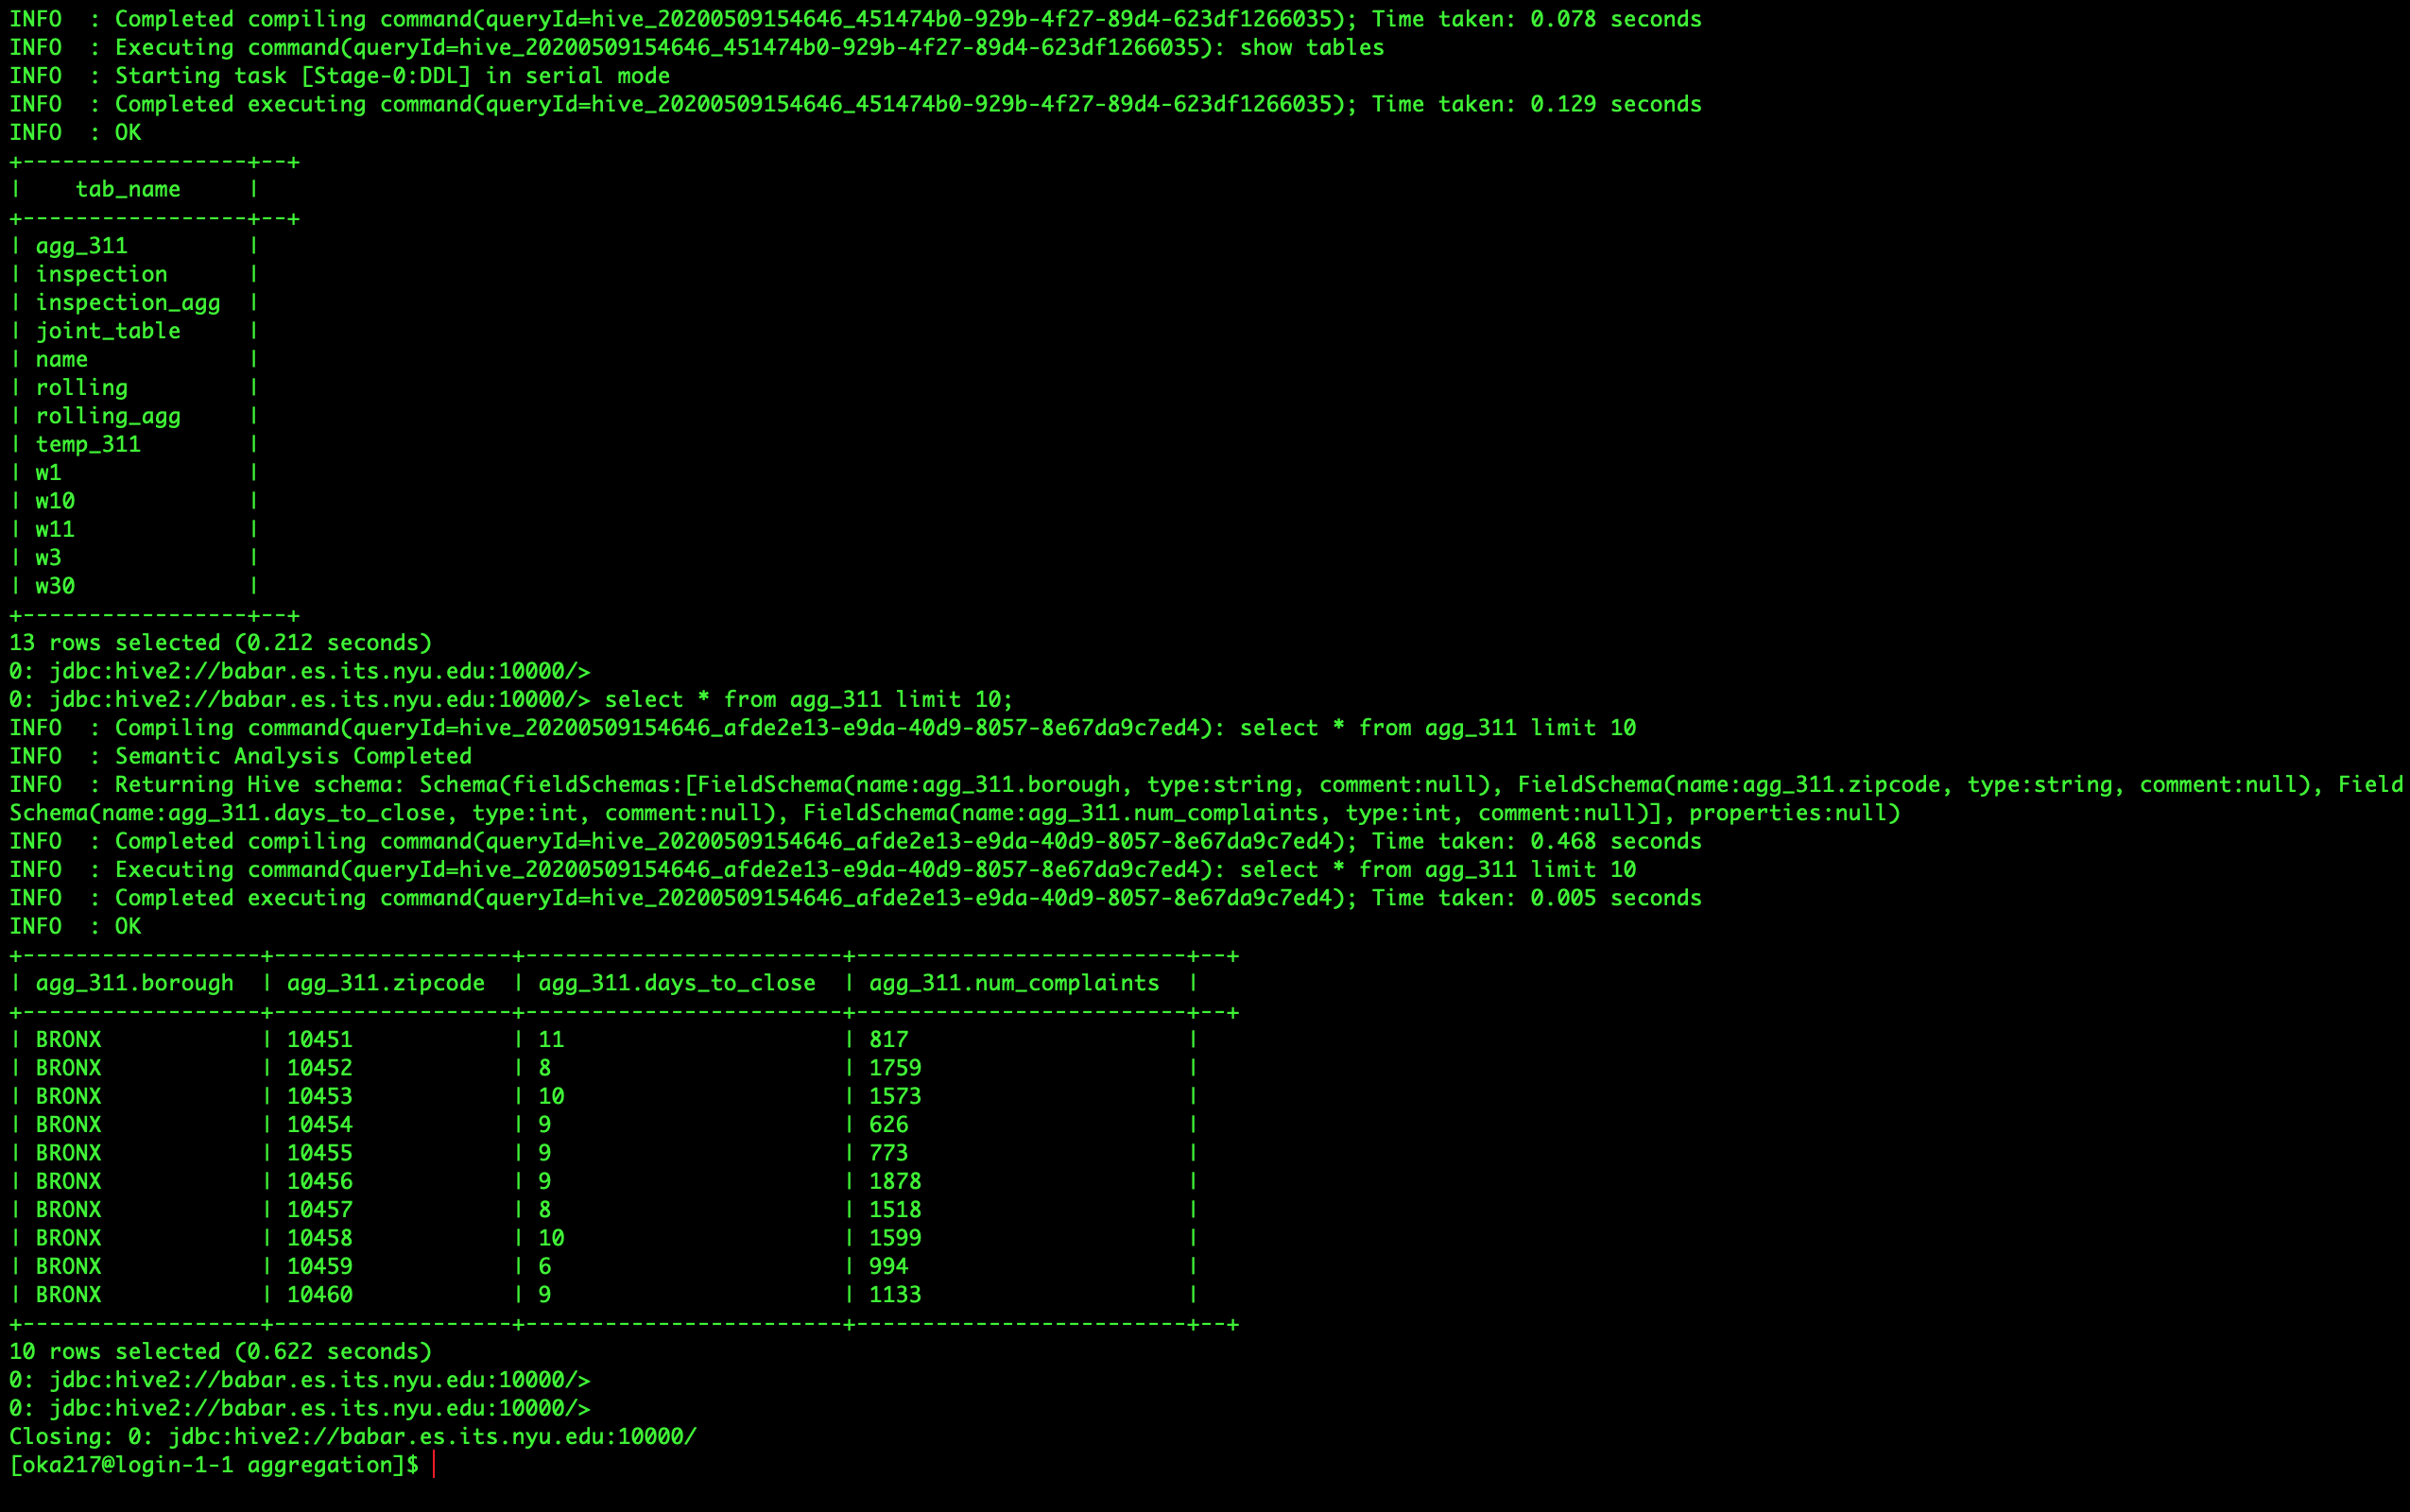 INFO  : Completed compiling command(queryId=hive_20200509154646_451474b0-929b-4f27-89d4-623df1266035); Time taken: 0.078 seconds
INFO  : Executing command(queryId=hive_20200509154646_451474b0-929b-4f27-89d4-623df1266035): show tables
INFO  : Starting task [Stage-0:DDL] in serial mode
INFO  : Completed executing command(queryId=hive_20200509154646_451474b0-929b-4f27-89d4-623df1266035); Time taken: 0.129 seconds
INFO  : OK
+-----------------+--+
|    tab_name     |
+-----------------+--+
| agg_311         |
| inspection      |
| inspection_agg  |
| joint_table     |
| name            |
| rolling         |
| rolling_agg     |
| temp_311        |
| w1              |
| w10             |
| w11             |
| w3              |
| w30             |
+-----------------+--+
13 rows selected (0.212 seconds)
0: jdbc:hive2://babar.es.its.nyu.edu:10000/>
0: jdbc:hive2://babar.es.its.nyu.edu:10000/> select * from agg_311 limit 10;
INFO  : Compiling command(queryId=hive_20200509154646_afde2e13-e9da-40d9-8057-8e67da9c7ed4): select * from agg_311 limit 10
INFO  : Semantic Analysis Completed
INFO  : Returning Hive schema: Schema(fieldSchemas:[FieldSchema(name:agg_311.borough, type:string, comment:null), FieldSchema(name:agg_311.zipcode, type:string, comment:null), Field
Schema(name:agg_311.days_to_close, type:int, comment:null), FieldSchema(name:agg_311.num_complaints, type:int, comment:null)], properties:null)
INFO  : Completed compiling command(queryId=hive_20200509154646_afde2e13-e9da-40d9-8057-8e67da9c7ed4); Time taken: 0.468 seconds
INFO  : Executing command(queryId=hive_20200509154646_afde2e13-e9da-40d9-8057-8e67da9c7ed4): select * from agg_311 limit 10
INFO  : Completed executing command(queryId=hive_20200509154646_afde2e13-e9da-40d9-8057-8e67da9c7ed4); Time taken: 0.005 seconds
INFO  : OK
+------------------+------------------+------------------------+-------------------------+--+
| agg_311.borough  | agg_311.zipcode  | agg_311.days_to_close  | agg_311.num_complaints  |
+------------------+------------------+------------------------+-------------------------+--+
| BRONX            | 10451            | 11                     | 817                     |
| BRONX            | 10452            | 8                      | 1759                    |
| BRONX            | 10453            | 10                     | 1573                    |
| BRONX            | 10454            | 9                      | 626                     |
| BRONX            | 10455            | 9                      | 773                     |
| BRONX            | 10456            | 9                      | 1878                    |
| BRONX            | 10457            | 8                      | 1518                    |
| BRONX            | 10458            | 10                     | 1599                    |
| BRONX            | 10459            | 6                      | 994                     |
| BRONX            | 10460            | 9                      | 1133                    |
+------------------+------------------+------------------------+-------------------------+--+
10 rows selected (0.622 seconds)
0: jdbc:hive2://babar.es.its.nyu.edu:10000/>
0: jdbc:hive2://babar.es.its.nyu.edu:10000/>
Closing: 0: jdbc:hive2://babar.es.its.nyu.edu:10000/
[oka217@login-1-1 aggregation]$